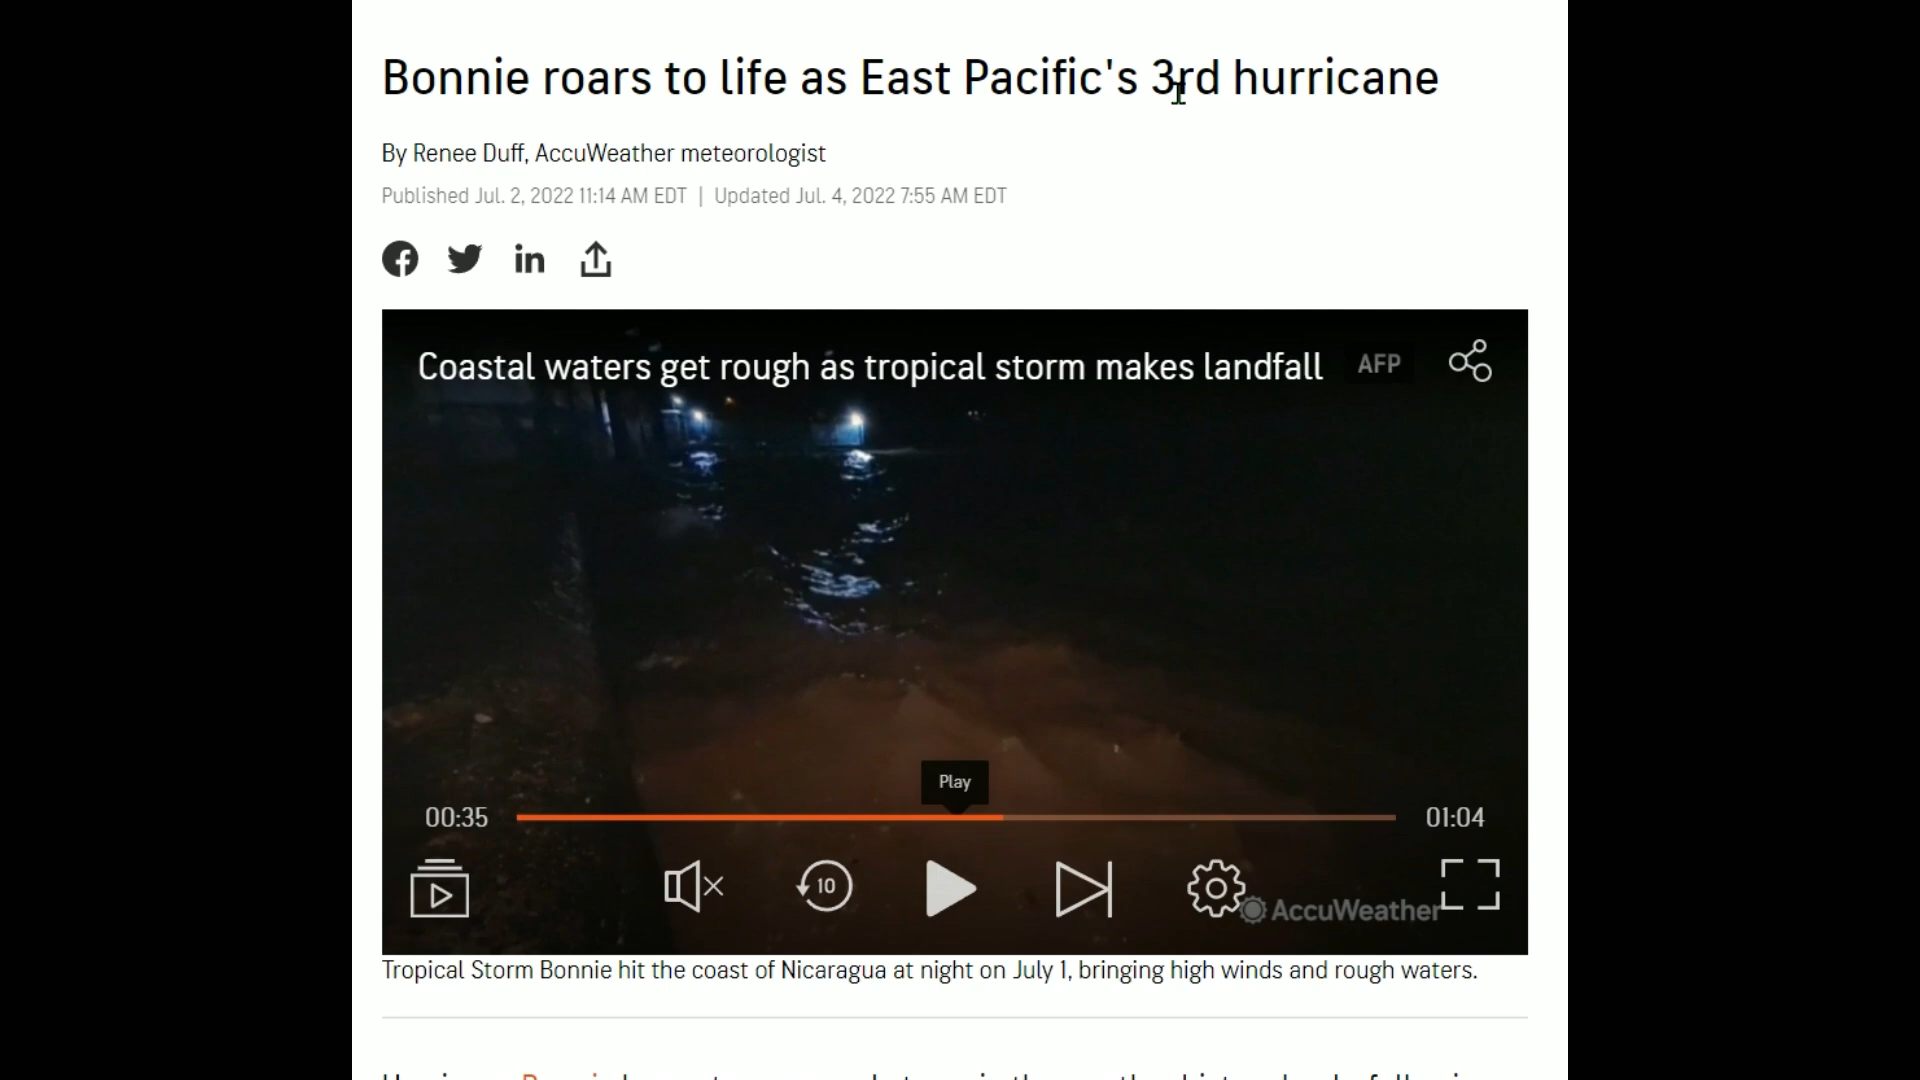 Bonnie roars to life as East Pacific's 3rd hurricane
By Renee Duff, AccuWeather meteorologist
Published Jul. 2, 2022 11:14 AM EDT | Updated Jul. 4, 2022 7:55 AM EDT
Coastal waters get rough as tropical storm makes landfall AFP
Play
00:35 01:04
10
AccuWeather
Tropical Storm Bonnie hit the coast of Nicaragua at night on July 1, bringing high winds and rough waters.